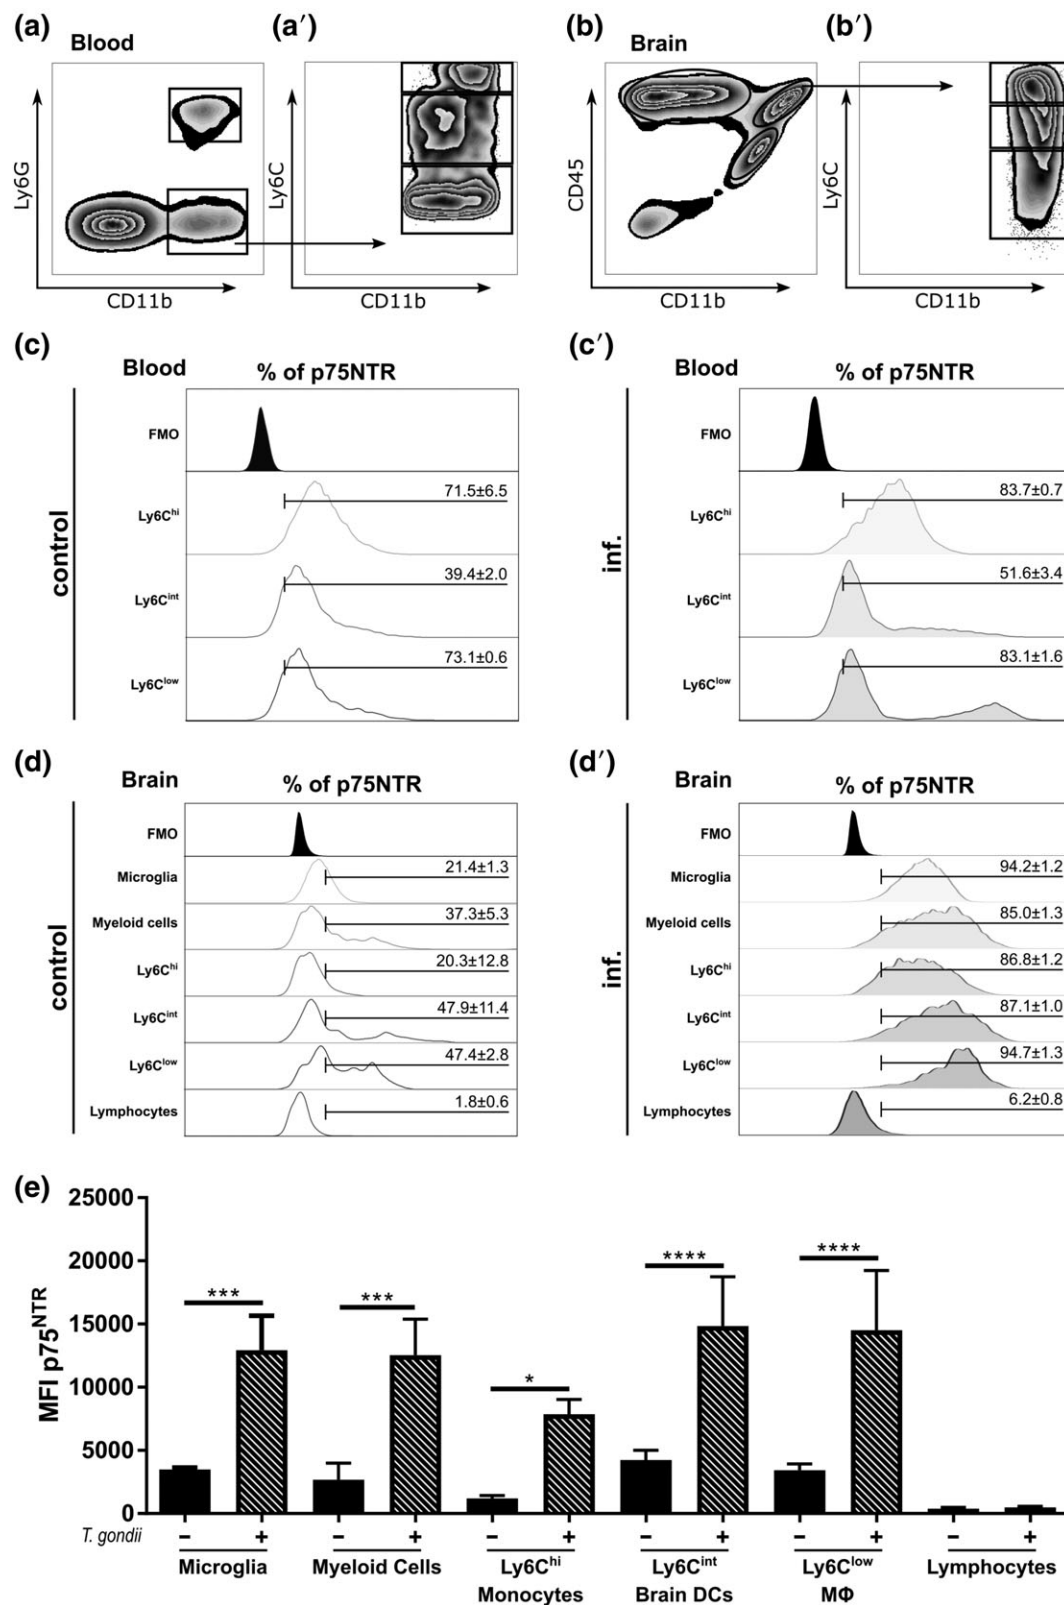 (a) Blood
Ly6G
CD11b
(a′)
Ly6C
CD11b
(b) Brain
CD45
CD11b
(b′)
Ly6C
CD11b
(c) Blood % of p75NTR
control
FMO
Ly6Chi 71.5±6.5
Ly6Cint 39.4±2.0
Ly6Clow 73.1±0.6
(c′) Blood % of p75NTR
inf.
FMO
Ly6Chi 83.7±0.7
Ly6Cint 51.6±3.4
Ly6Clow 83.1±1.6
(d) Brain % of p75NTR
control
FMO
Microglia 21.4±1.3
Myeloid cells 37.3±5.3
Ly6Chi 20.3±12.8
Ly6Cint 47.9±11.4
Ly6Clow 47.4±2.8
Lymphocytes 1.8±0.6
(d′) Brain % of p75NTR
inf.
FMO
Microglia 94.2±1.2
Myeloid cells 85.0±1.3
Ly6Chi 86.8±1.2
Ly6Cint 87.1±1.0
Ly6Clow 94.7±1.3
Lymphocytes 6.2±0.8
(e)
MFI p75NTR
25000
20000
15000
10000
5000
0
*** *** * **** ****
T. gondii − + − + − + − + − + − +
Microglia Myeloid Cells Ly6Chi Ly6Cint Ly6Clow Lymphocytes
Monocytes Brain DCs MΦ